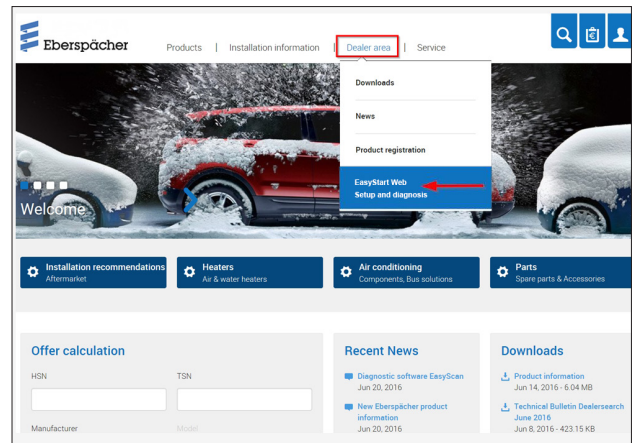 Eberspächer
Products | Installation information | Dealer area | Service
Downloads
News
Product registration
EasyStart Web
Setup and diagnosis
Welcome
Installation recommendations
Aftermarket
Heaters
Air & water heaters
Air conditioning
Components, Bus solutions
Parts
Spare parts & Accessories
Offer calculation
HSN
TSN
Manufacturer
Model
Recent News
Diagnostic software EasyScan
Jun 20, 2016
New Eberspächer product
information
Jun 20, 2016
Downloads
Product information
Jun 14, 2016 - 6.04 MB
Technical Bulletin Dealersearch
June 2016
Jun 8, 2016 - 423.15 KB